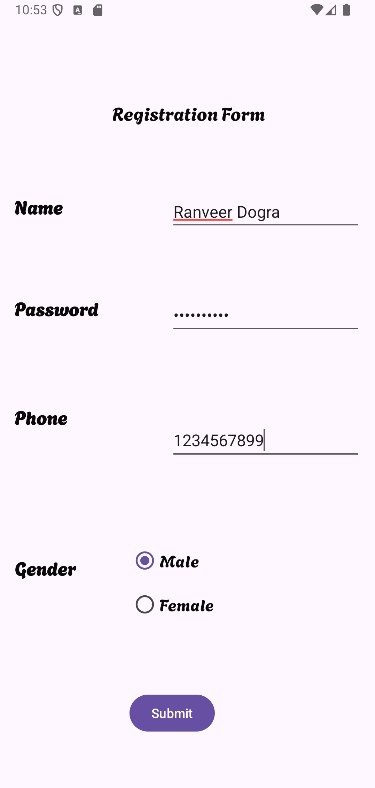 10:53
Registration Form
Name
Ranveer Dogra
Password
••••••••••
Phone
1234567899
Gender
Male
Female
Submit